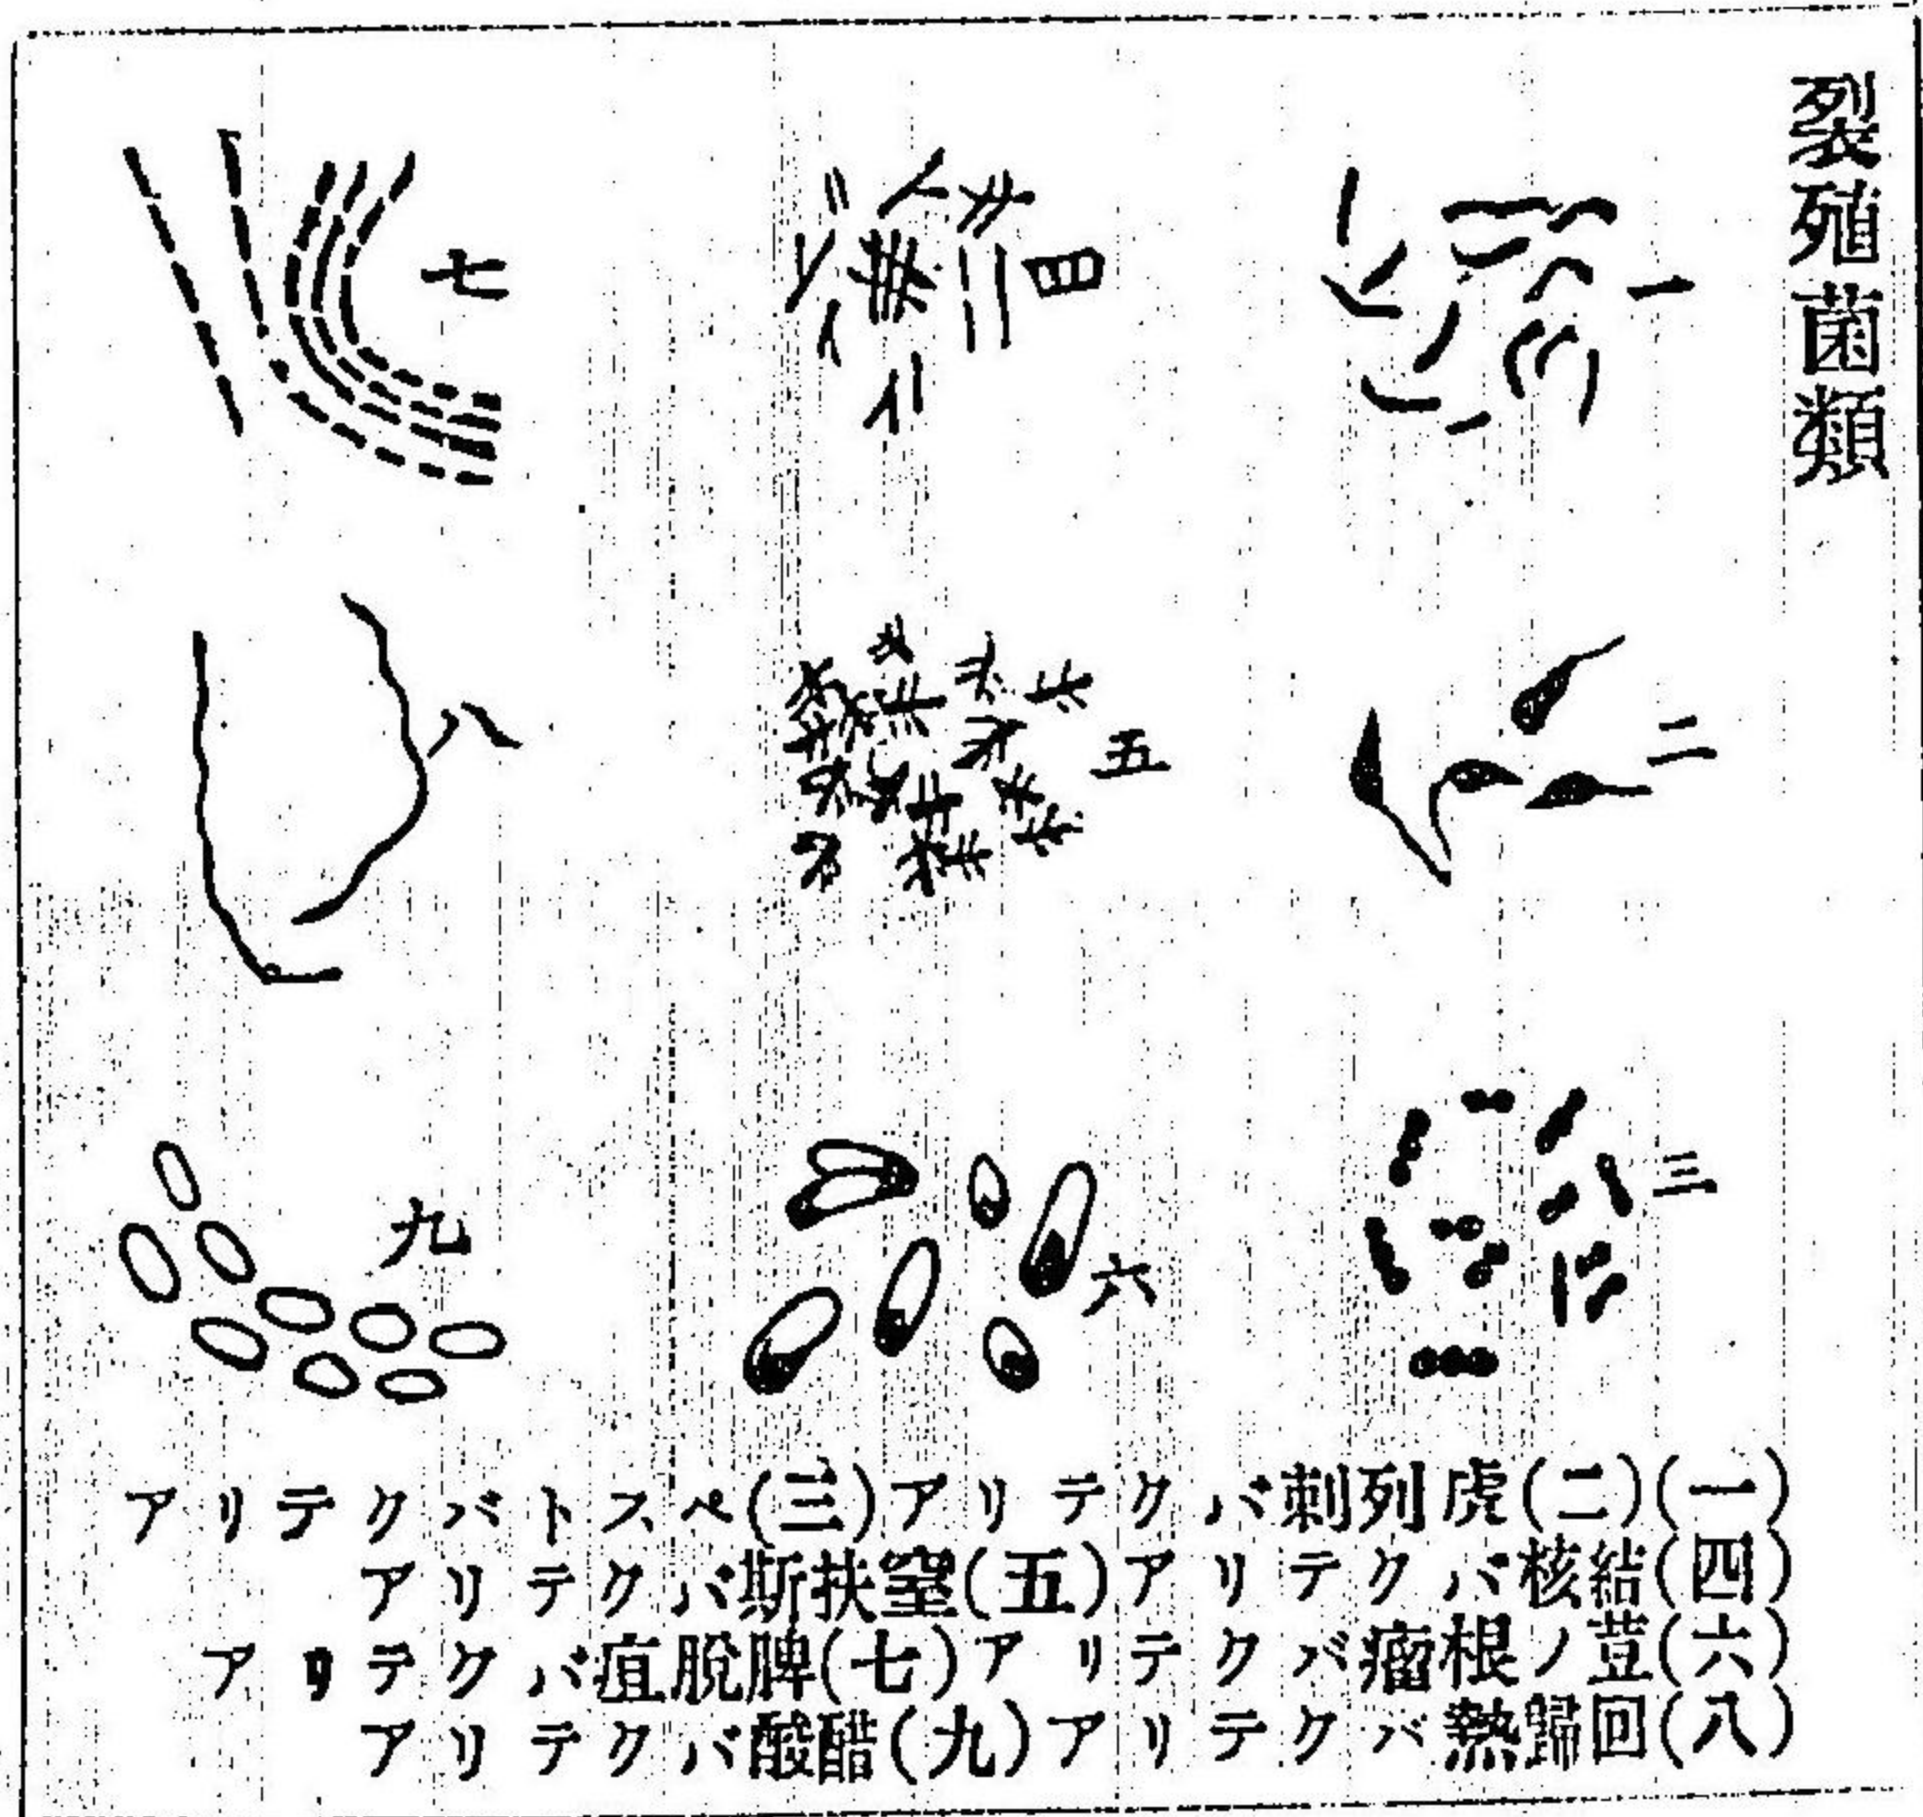 裂殖菌類
一
二
三
四
五
六
七
八
九
(一)(二)虎列刺バクテリア(三)ペストバクテリア
(四)結核バクテリア(五)窒扶斯バクテリア
(六)荳ノ根瘤バクテリア(七)脾脫疽バクテリア
(八)回歸熱バクテリア(九)醋酸バクテリア